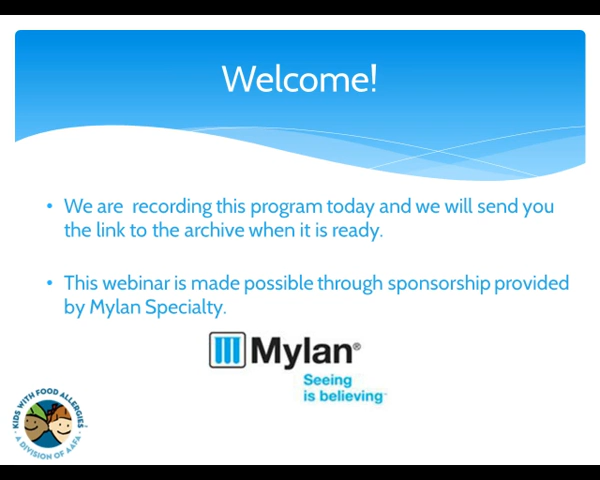 Welcome!
• We are recording this program today and we will send you
the link to the archive when it is ready.
• This webinar is made possible through sponsorship provided
by Mylan Specialty.
Mylan®
Seeing
is believing™
KIDS WITH FOOD ALLERGIES™
• A DIVISION OF AAFA •